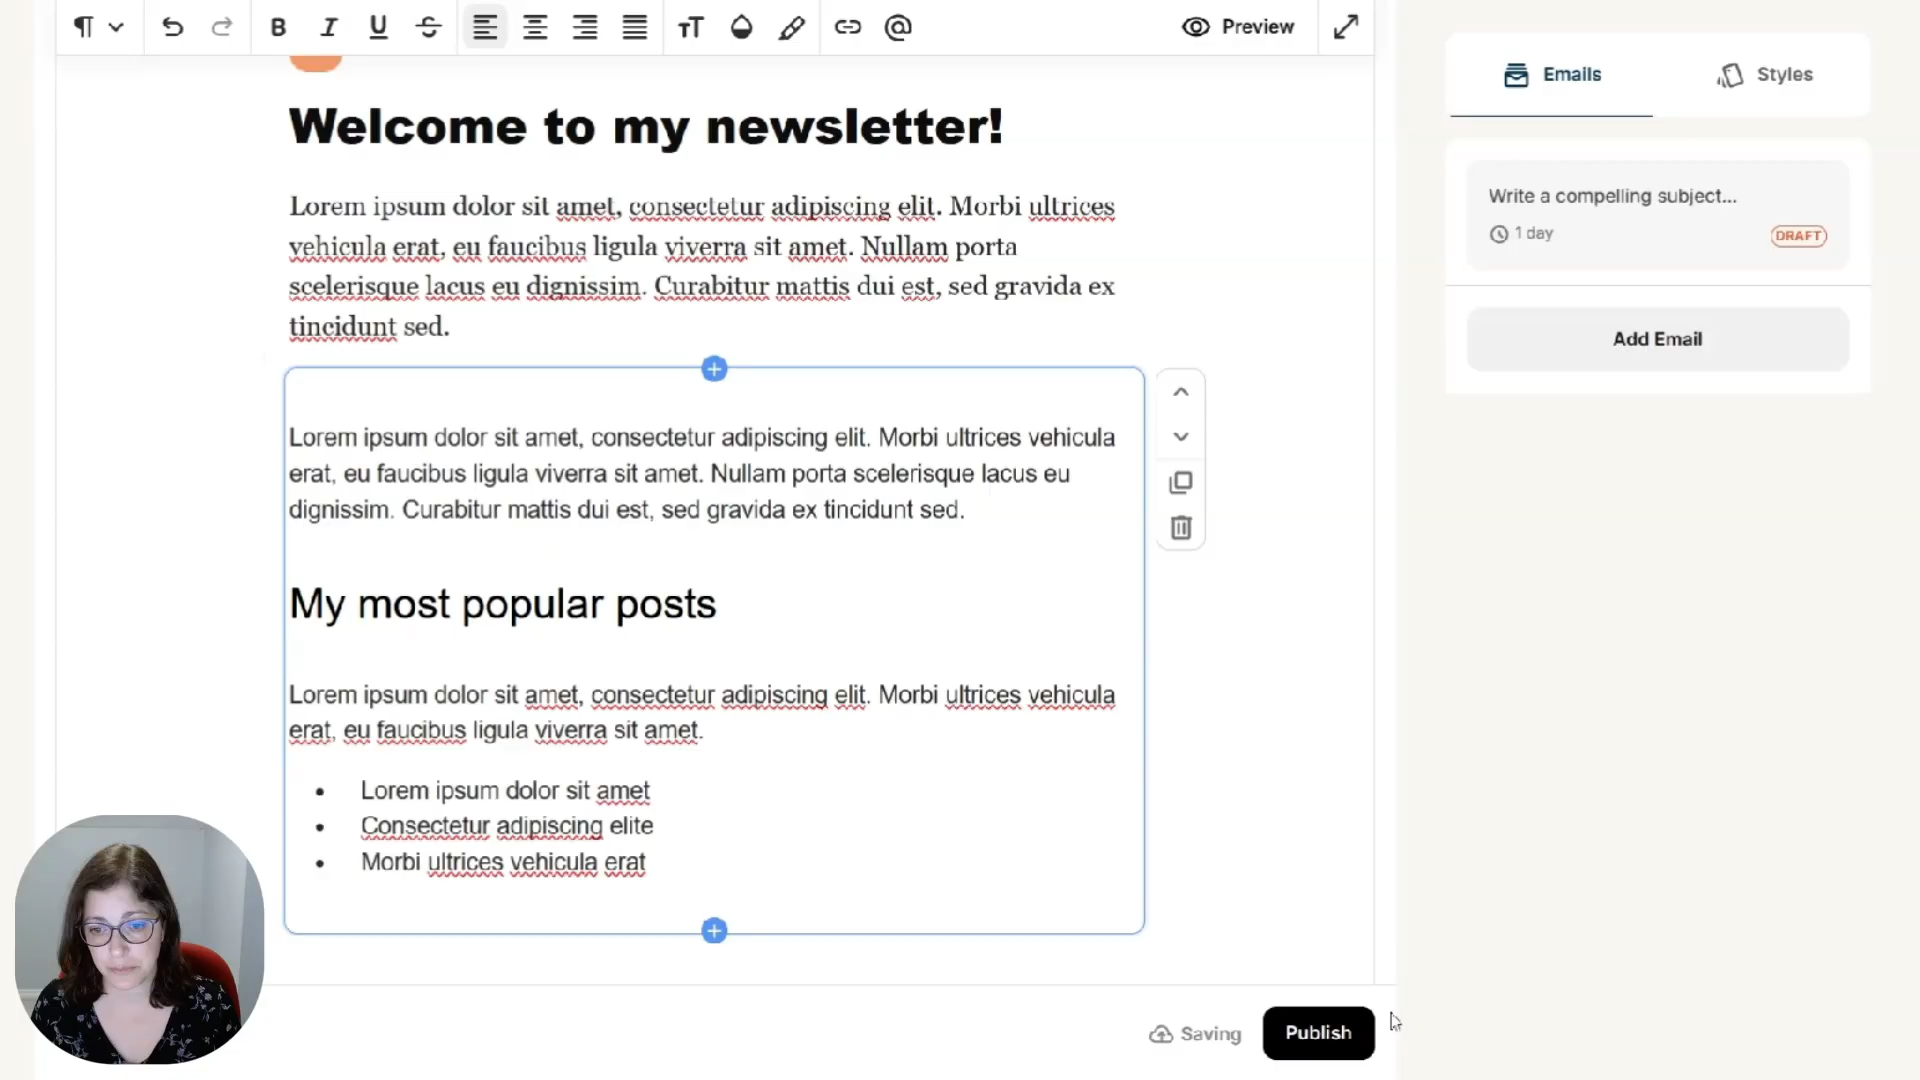 Preview
Emails
Styles
Welcome to my newsletter!
Write a compelling subject...
1 day
DRAFT
Lorem ipsum dolor sit amet, consectetur adipiscing elit. Morbi ultrices
vehicula erat, eu faucibus ligula viverra sit amet. Nullam porta
scelerisque lacus eu dignissim. Curabitur mattis dui est, sed gravida ex
tincidunt sed.
Add Email
Lorem ipsum dolor sit amet, consectetur adipiscing elit. Morbi ultrices vehicula
erat, eu faucibus ligula viverra sit amet. Nullam porta scelerisque lacus eu
dignissim. Curabitur mattis dui est, sed gravida ex tincidunt sed.
My most popular posts
Lorem ipsum dolor sit amet, consectetur adipiscing elit. Morbi ultrices vehicula
erat, eu faucibus ligula viverra sit amet.
• Lorem ipsum dolor sit amet
• Consectetur adipiscing elite
• Morbi ultrices vehicula erat
Saving
Publish